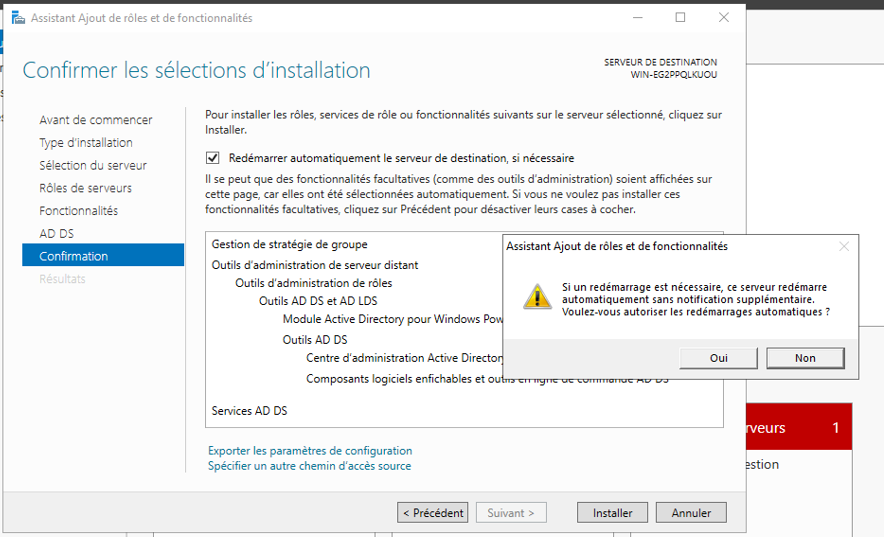 Assistant Ajout de rôles et de fonctionnalités
Confirmer les sélections d'installation
SERVEUR DE DESTINATION
WIN-EG2PPQLKUOU
Avant de commencer
Type d'installation
Sélection du serveur
Rôles de serveurs
Fonctionnalités
AD DS
Confirmation
Résultats
Pour installer les rôles, services de rôle ou fonctionnalités suivants sur le serveur sélectionné, cliquez sur
Installer.
Redémarrer automatiquement le serveur de destination, si nécessaire
Il se peut que des fonctionnalités facultatives (comme des outils d'administration) soient affichées sur
cette page, car elles ont été sélectionnées automatiquement. Si vous ne voulez pas installer ces
fonctionnalités facultatives, cliquez sur Précédent pour désactiver leurs cases à cocher.
Gestion de stratégie de groupe
Outils d'administration de serveur distant
Outils d'administration de rôles
Outils AD DS et AD LDS
Module Active Directory pour Windows Pow
Outils AD DS
Centre d'administration Active Directory
Composants logiciels enfichables et outils en ligne de commande AD DS
Services AD DS
Exporter les paramètres de configuration
Spécifier un autre chemin d'accès source
< Précédent
Suivant >
Installer
Annuler
Assistant Ajout de rôles et de fonctionnalités
Si un redémarrage est nécessaire, ce serveur redémarre
automatiquement sans notification supplémentaire.
Voulez-vous autoriser les redémarrages automatiques ?
Oui
Non
rveurs 1
estion